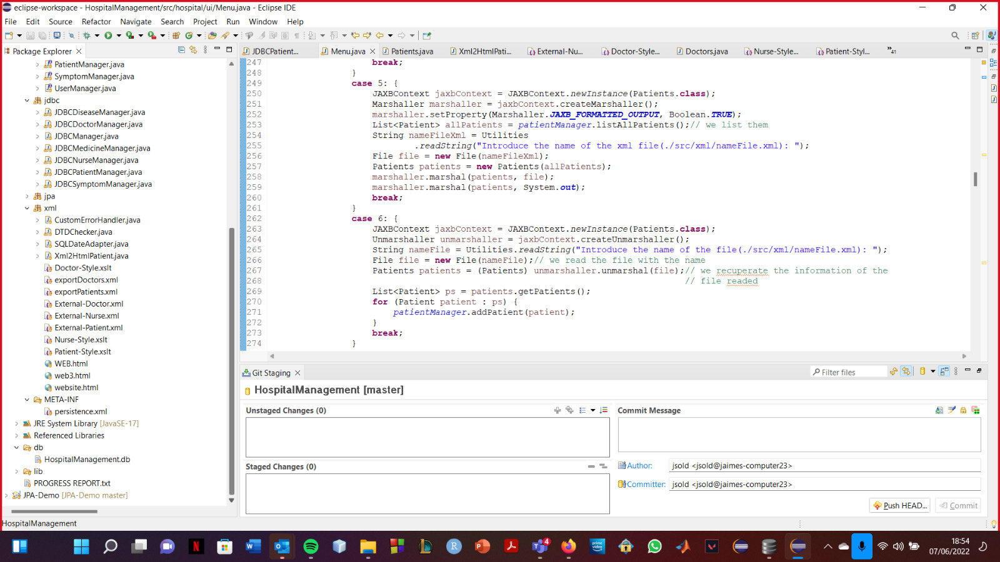 eclipse-workspace - HospitalManagement/src/hospital/ui/Menu.java - Eclipse IDE
File Edit Source Refactor Navigate Search Project Run Window Help
Package Explorer
PatientManager.java
SymptomManager.java
UserManager.java
jdbc
JDBCDiseaseManager.java
JDBCDoctorManager.java
JDBCManager.java
JDBCMedicineManager.java
JDBCNurseManager.java
JDBCPatientManager.java
JDBCSymptomManager.java
jpa
xml
CustomErrorHandler.java
DTDChecker.java
SQLDateAdapter.java
Xml2HtmlPatient.java
Doctor-Style.xslt
exportDoctors.xml
exportPatients.xml
External-Doctor.xml
External-Nurse.xml
External-Patient.xml
Nurse-Style.xslt
Patient-Style.xslt
WEB.html
web3.html
website.html
META-INF
persistence.xml
JRE System Library [JavaSE-17]
Referenced Libraries
db
HospitalManagement.db
lib
PROGRESS REPORT.txt
JPA-Demo [JPA-Demo master]
JDBCPatient... Menu.java Patients.java Xml2HtmlPati... External-Nu... Doctor-Style... Doctors.java Nurse-Style... Patient-Styl... »41
247 break;
248 }
249 case 5: {
250 JAXBContext jaxbContext = JAXBContext.newInstance(Patients.class);
251 Marshaller marshaller = jaxbContext.createMarshaller();
252 marshaller.setProperty(Marshaller.JAXB_FORMATTED_OUTPUT, Boolean.TRUE);
253 List<Patient> allPatients = patientManager.listAllPatients();// we list them
254 String nameFileXml = Utilities
255 .readString("Introduce the name of the xml file(./src/xml/nameFile.xml): ");
256 File file = new File(nameFileXml);
257 Patients patients = new Patients(allPatients);
258 marshaller.marshal(patients, file);
259 marshaller.marshal(patients, System.out);
260 break;
261 }
262 case 6: {
263 JAXBContext jaxbContext = JAXBContext.newInstance(Patients.class);
264 Unmarshaller unmarshaller = jaxbContext.createUnmarshaller();
265 String nameFile = Utilities.readString("Introduce the name of the file(./src/xml/nameFile.xml): ");
266 File file = new File(nameFile);// we read the file with the name
267 Patients patients = (Patients) unmarshaller.unmarshal(file);// we recuperate the information of the
268 // file readed
269 List<Patient> ps = patients.getPatients();
270 for (Patient patient : ps) {
271 patientManager.addPatient(patient);
272 }
273 break;
274 }
Git Staging
Filter files
HospitalManagement [master]
Unstaged Changes (0)
Staged Changes (0)
Commit Message
Author: jsold <jsold@jaimes-computer23>
Committer: jsold <jsold@jaimes-computer23>
Push HEAD... Commit
HospitalManagement
4
prime video
18:54
07/06/2022